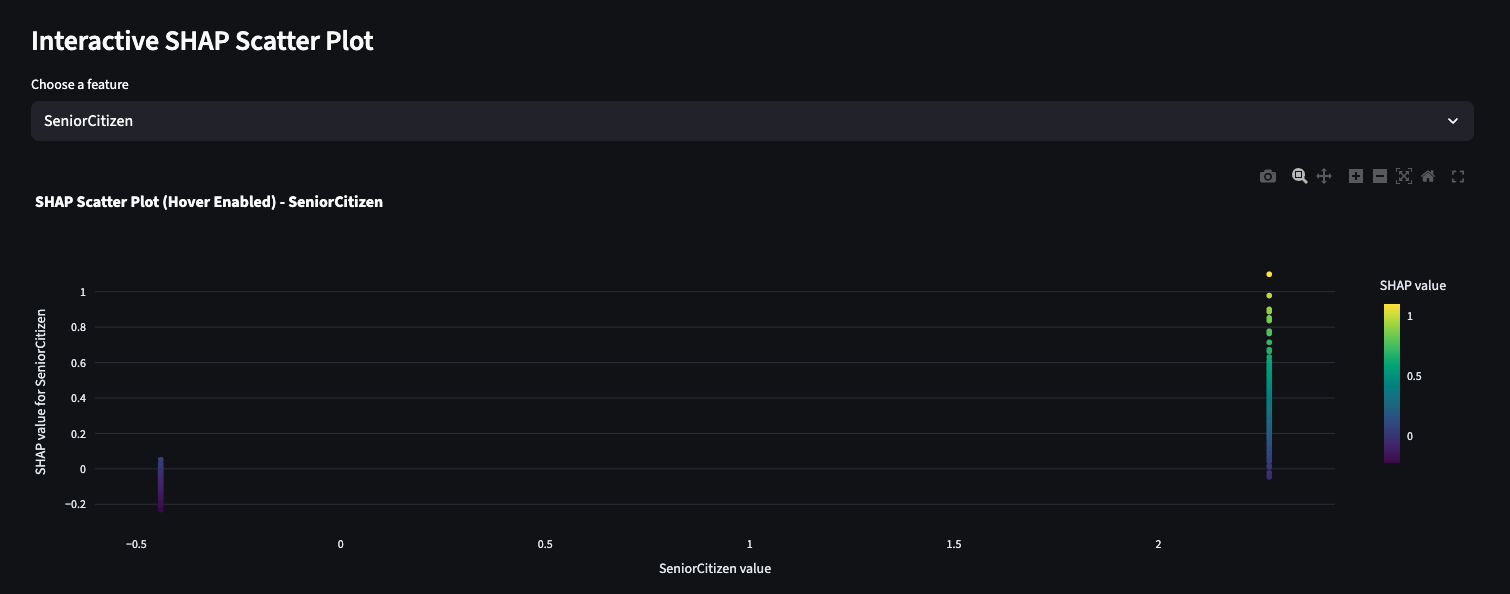 Interactive SHAP Scatter Plot
Choose a feature
SeniorCitizen
SHAP Scatter Plot (Hover Enabled) - SeniorCitizen
SHAP value for SeniorCitizen
1
0.8
0.6
0.4
0.2
0
−0.2
−0.5
0
0.5
1
1.5
2
SeniorCitizen value
SHAP value
1
0.5
0